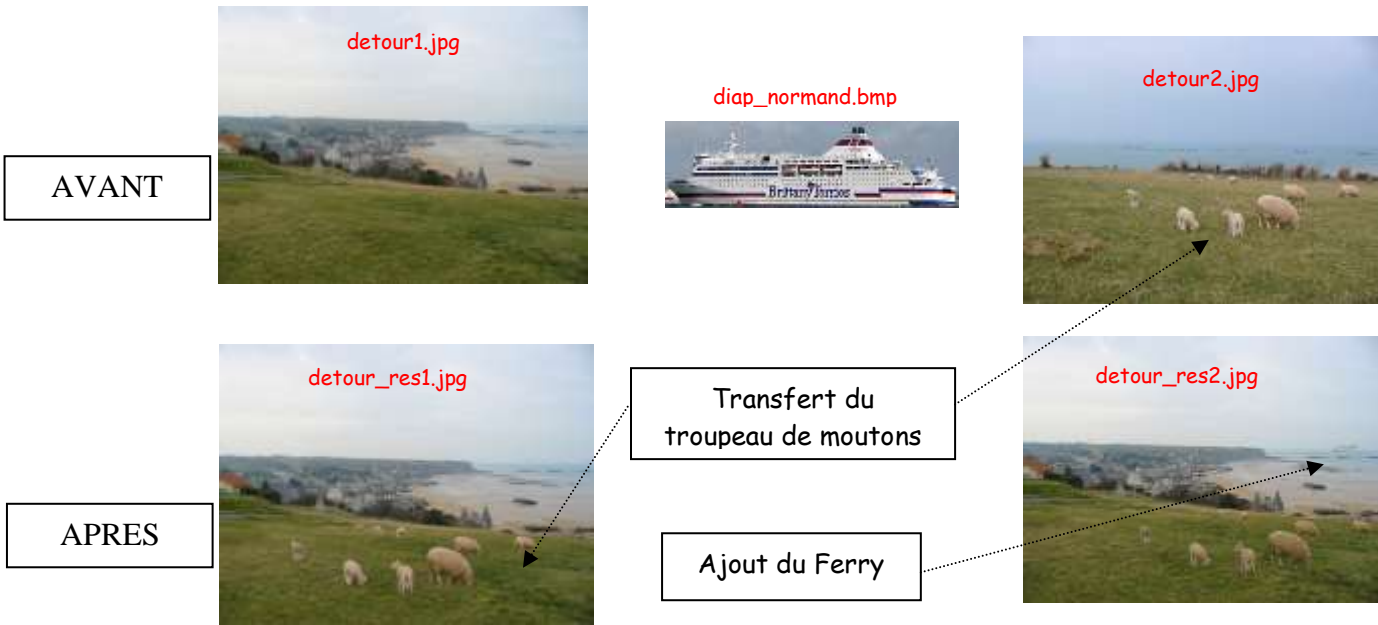 detour1.jpg
diap_normand.bmp
detour2.jpg
AVANT
Brittany Ferries
detour_res1.jpg
Transfert du
troupeau de moutons
detour_res2.jpg
APRES
Ajout du Ferry